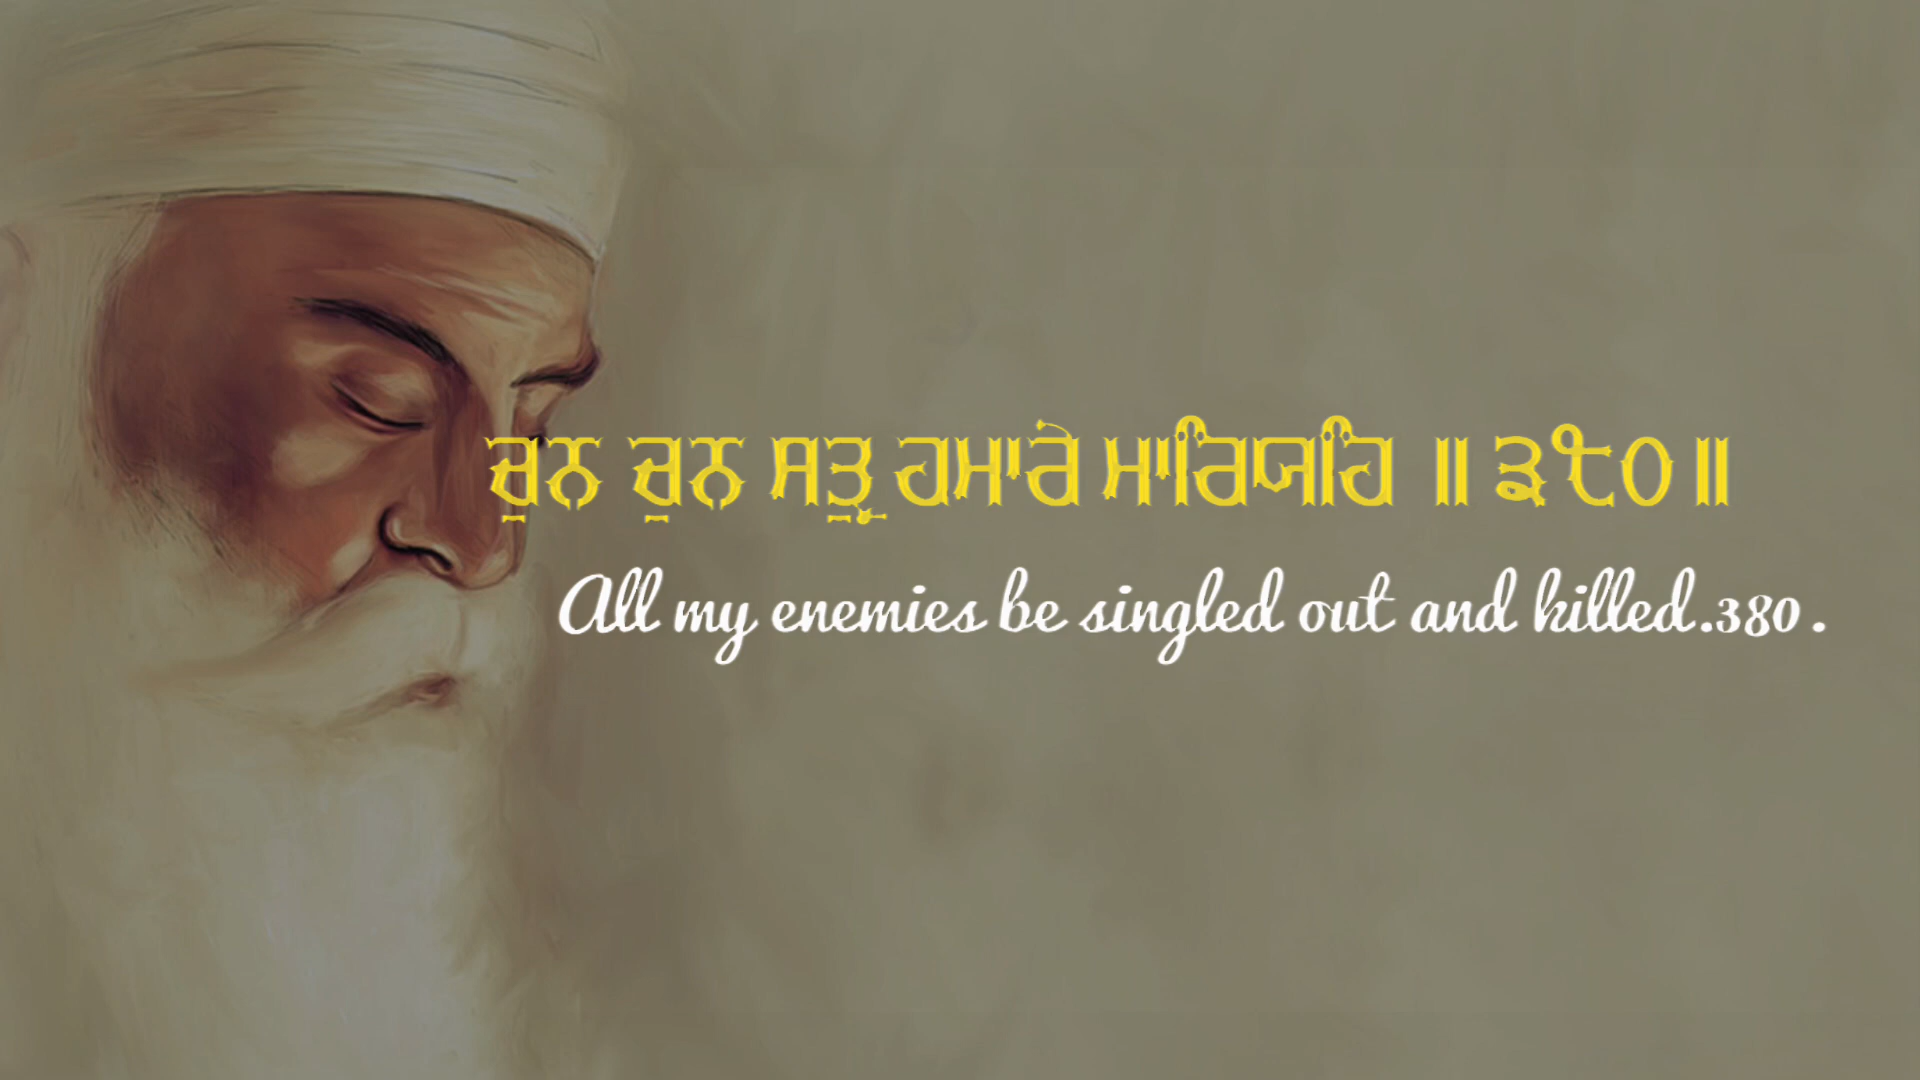 ਚੁਨ ਚੁਨ ਸਤ੍ਰੁ ਹਮਾਰੇ ਮਾਰਿਯਹਿ ॥੩੮੦॥
All my enemies be singled out and killed.380 .